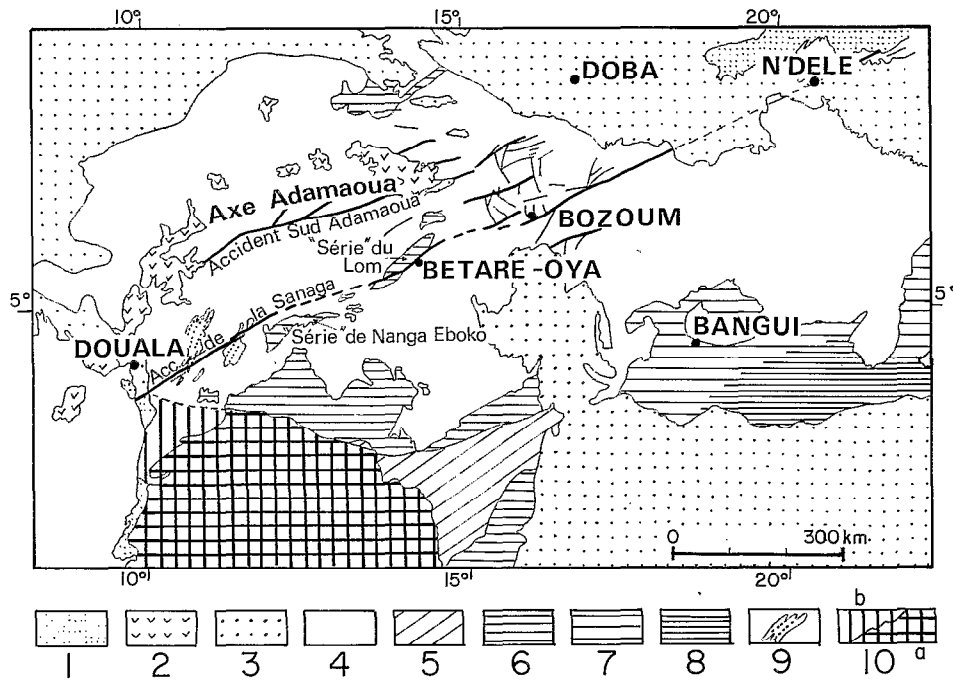 10° 15° 20°
DOBA
N'DELE
Axe Adamaoua
Accident Sud Adamaoua
BOZOUM
"Série" du
Lom
BETARE-OYA
5° 5°
Acc. de la Sanaga
"Série" de Nanga Eboko
BANGUI
DOUALA
0 300 km
10° 15° 20°
b
1 2 3 4 5 6 7 8 9 10 a